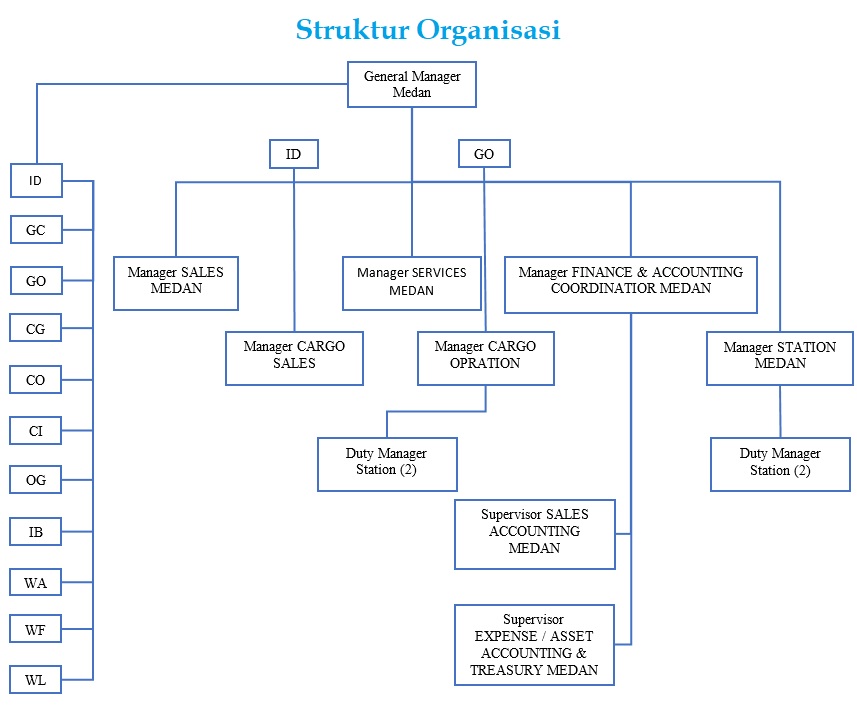 Struktur Organisasi
General Manager
Medan
ID
GO
ID
GC
GO
CG
CO
CI
OG
IB
WA
WF
WL
Manager SALES
MEDAN
Manager SERVICES
MEDAN
Manager FINANCE & ACCOUNTING
COORDINATIOR MEDAN
Manager CARGO
SALES
Manager CARGO
OPRATION
Manager STATION
MEDAN
Duty Manager
Station (2)
Duty Manager
Station (2)
Supervisor SALES
ACCOUNTING
MEDAN
Supervisor
EXPENSE / ASSET
ACCOUNTING &
TREASURY MEDAN